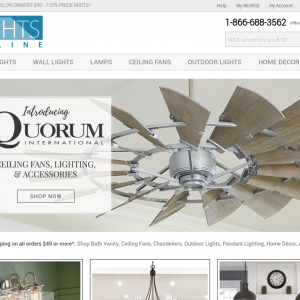 NG ON ORDERS $49 - 110% PRICE MATCH
Help My Wishlist My Account
HTS
LINE
1-866-688-3562
What can we help you find?
GHTS WALL LIGHTS LAMPS CEILING FANS OUTDOOR LIGHTS HOME DECOR
Introducing
QUORUM
INTERNATIONAL
CEILING FANS, LIGHTING,
& ACCESSORIES
SHOP NOW
pping on all orders $49 or more*. Shop Bath Vanity, Ceiling Fans, Chandeliers, Outdoor Lights, Pendant Lighting, Home Décor,